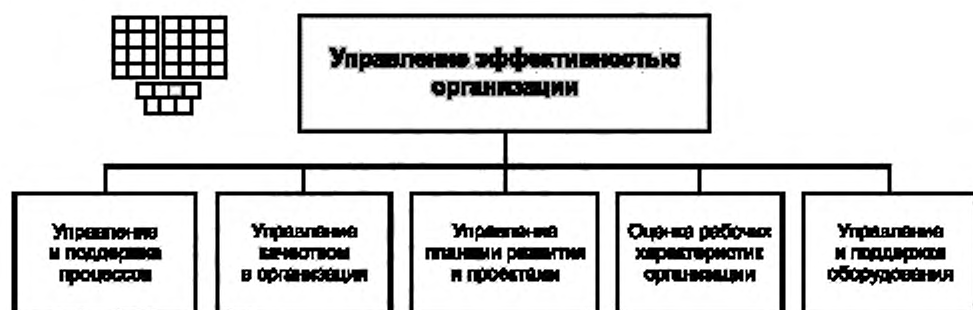 Управление эффективностью
организации
Управление
и поддержка
процессов
Управление
качеством
в организации
Управление
планами развития
и проектами
Оценка рабочих
характеристик
организации
Управление
и поддержка
оборудования